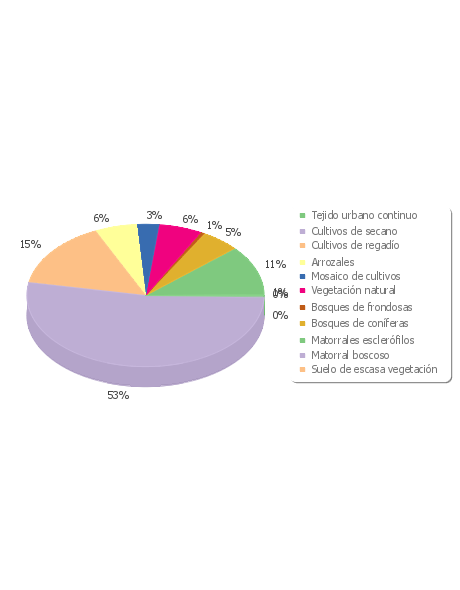 6%
3%
6%
1%
5%
15%
11%
0%
0%
53%
Tejido urbano continuo
Cultivos de secano
Cultivos de regadío
Arrozales
Mosaico de cultivos
Vegetación natural
Bosques de frondosas
Bosques de coníferas
Matorrales esclerófilos
Matorral boscoso
Suelo de escasa vegetación